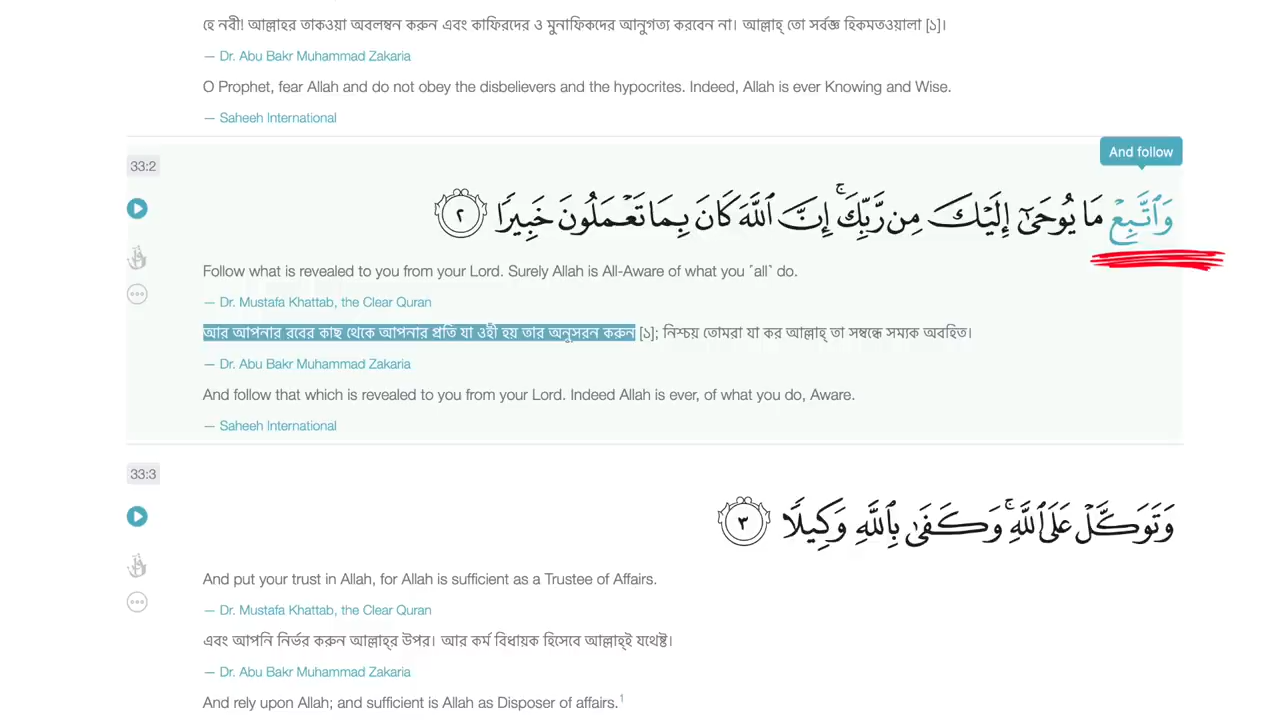 হে নবী! আল্লাহর তাকওয়া অবলম্বন করুন এবং কাফিরদের ও মুনাফিকদের আনুগত্য করবেন না। আল্লাহ্ তো সর্বজ্ঞ হিকমতওয়ালা [১]।
— Dr. Abu Bakr Muhammad Zakaria
O Prophet, fear Allah and do not obey the disbelievers and the hypocrites. Indeed, Allah is ever Knowing and Wise.
— Saheeh International
And follow
33:2
وَٱتَّبِعْ مَا يُوحَىٰٓ إِلَيْكَ مِن رَّبِّكَ ۚ إِنَّ ٱللَّهَ كَانَ بِمَا تَعْمَلُونَ خَبِيرًا ٢
Follow what is revealed to you from your Lord. Surely Allah is All-Aware of what you ˹all˺ do.
— Dr. Mustafa Khattab, the Clear Quran
আর আপনার রবের কাছ থেকে আপনার প্রতি যা ওহী হয় তার অনুসরন করুন [১]; নিশ্চয় তোমরা যা কর আল্লাহ্ তা সম্বন্ধে সম্যক অবহিত।
— Dr. Abu Bakr Muhammad Zakaria
And follow that which is revealed to you from your Lord. Indeed Allah is ever, of what you do, Aware.
— Saheeh International
33:3
وَتَوَكَّلْ عَلَى ٱللَّهِ ۚ وَكَفَىٰ بِٱللَّهِ وَكِيلًا ٣
And put your trust in Allah, for Allah is sufficient as a Trustee of Affairs.
— Dr. Mustafa Khattab, the Clear Quran
এবং আপনি নির্ভর করুন আল্লাহ্‌র উপর। আর কর্ম বিধায়ক হিসেবে আল্লাহ্‌ই যথেষ্ট।
— Dr. Abu Bakr Muhammad Zakaria
And rely upon Allah; and sufficient is Allah as Disposer of affairs.1